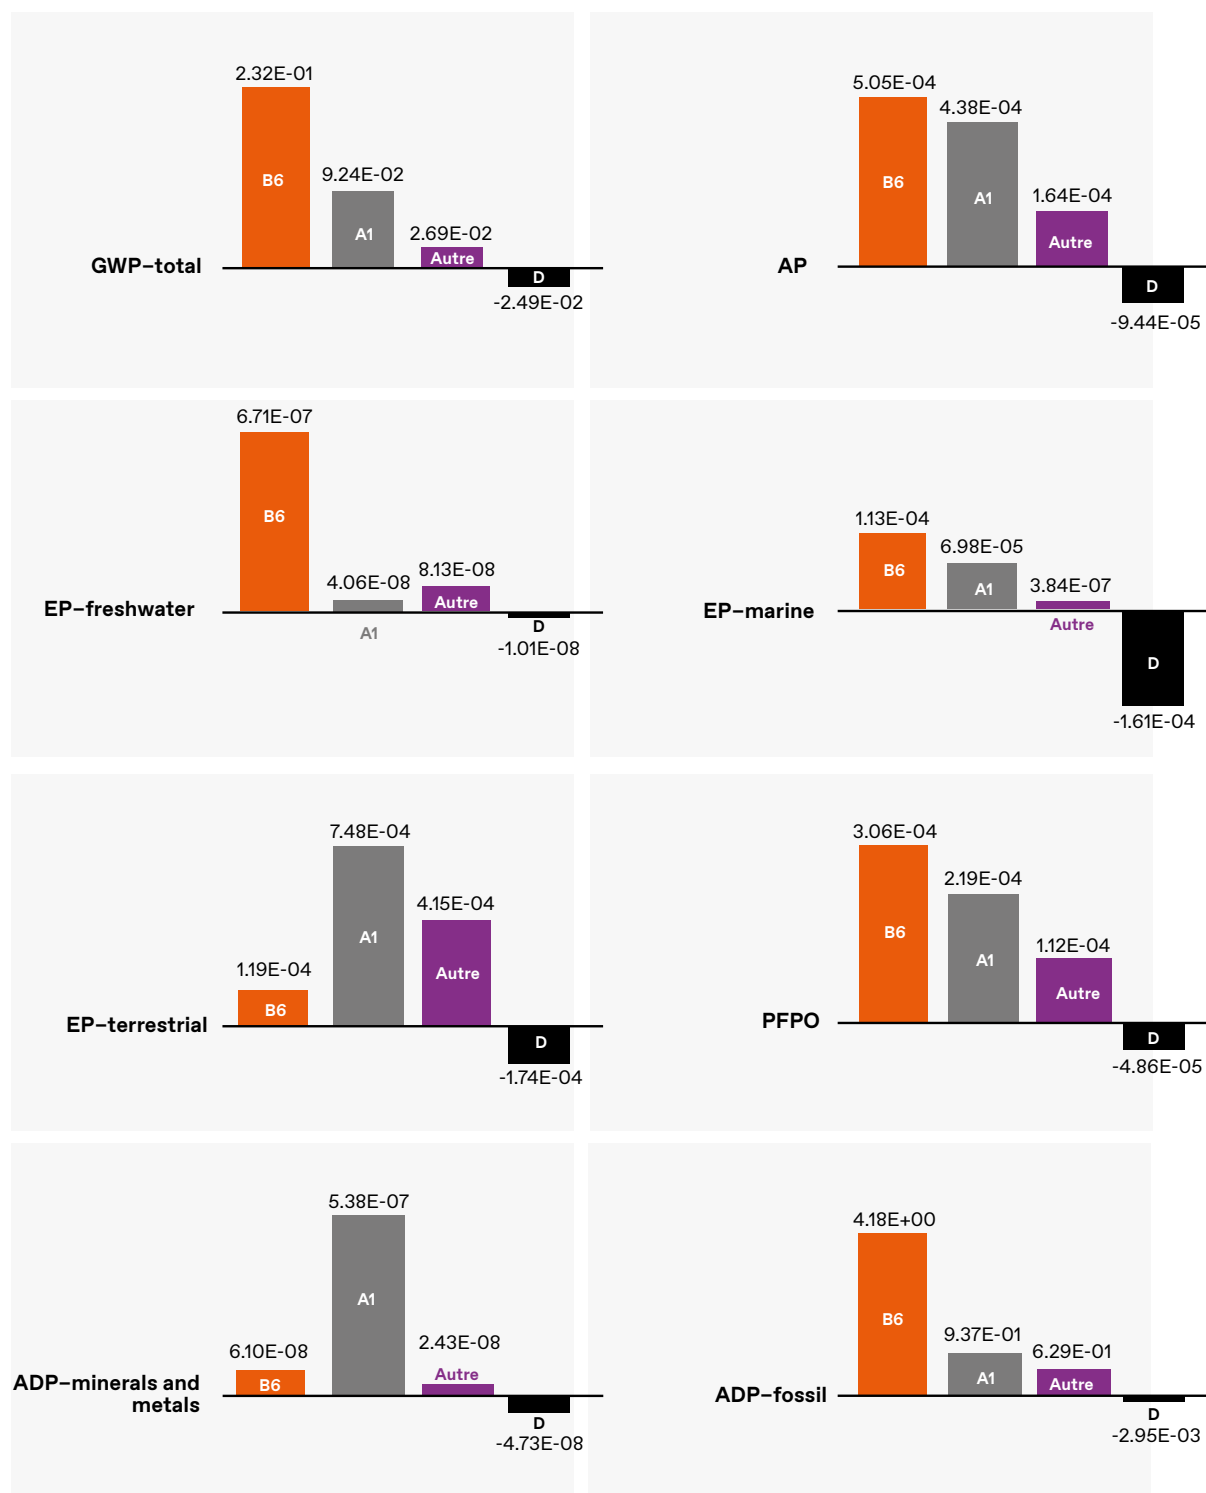 2.32E-01
B6
9.24E-02
A1
2.69E-02
Autre
GWP–total
D
-2.49E-02
5.05E-04
B6
4.38E-04
A1
1.64E-04
Autre
AP
D
-9.44E-05
6.71E-07
B6
4.06E-08
A1
8.13E-08
Autre
EP–freshwater
D
-1.01E-08
1.13E-04
B6
6.98E-05
A1
3.84E-07
Autre
EP–marine
D
-1.61E-04
1.19E-04
B6
7.48E-04
A1
4.15E-04
Autre
EP–terrestrial
D
-1.74E-04
3.06E-04
B6
2.19E-04
A1
1.12E-04
Autre
PFPO
D
-4.86E-05
6.10E-08
B6
5.38E-07
A1
2.43E-08
Autre
ADP–minerals and
metals
D
-4.73E-08
4.18E+00
B6
9.37E-01
A1
6.29E-01
Autre
ADP–fossil
D
-2.95E-03